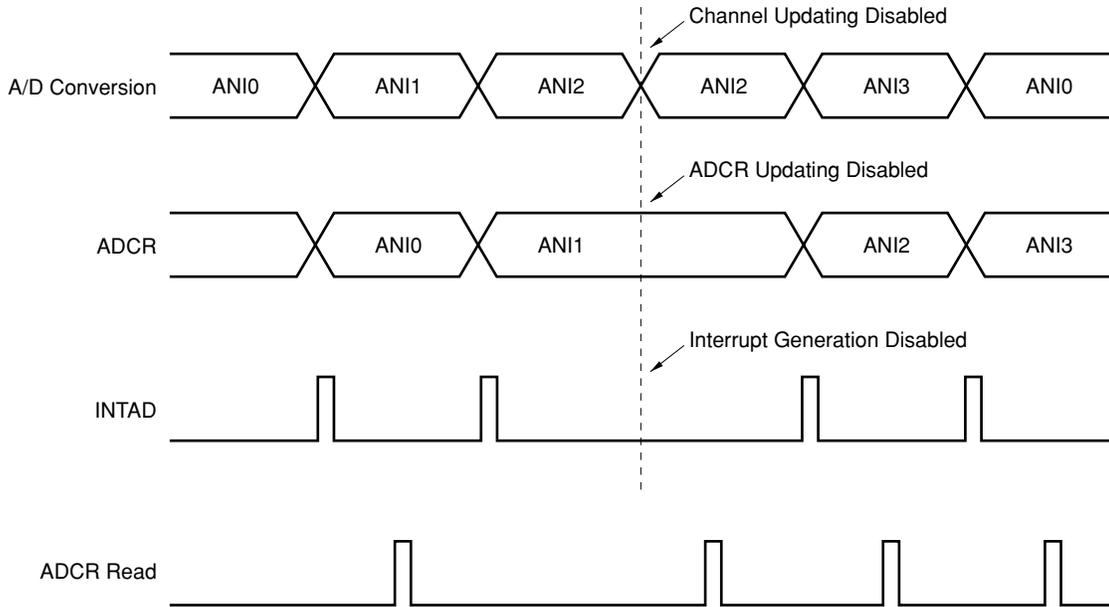 Channel Updating Disabled
A/D Conversion ANI0 ANI1 ANI2 ANI2 ANI3 ANI0
ADCR Updating Disabled
ADCR ANI0 ANI1 ANI2 ANI3
Interrupt Generation Disabled
INTAD
ADCR Read